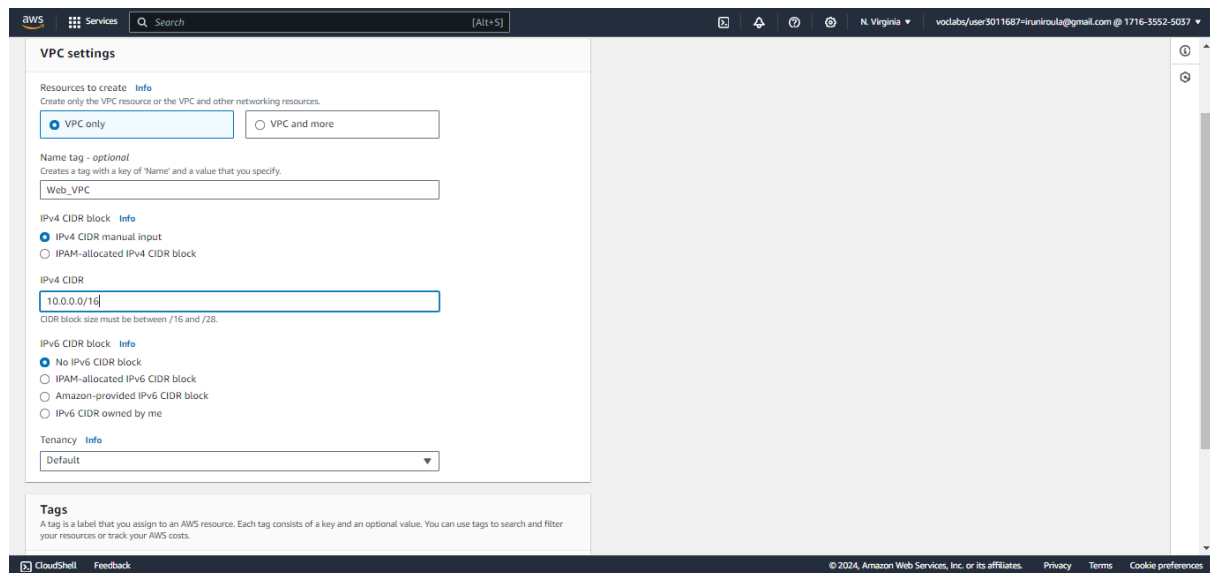 aws Services Search [Alt+S] N. Virginia voclabs/user3011687=iruniroula@gmail.com @ 1716-3552-5037
VPC settings
Resources to create Info
Create only the VPC resource or the VPC and other networking resources.
VPC only VPC and more
Name tag - optional
Creates a tag with a key of 'Name' and a value that you specify.
Web_VPC
IPv4 CIDR block Info
IPv4 CIDR manual input
IPAM-allocated IPv4 CIDR block
IPv4 CIDR
10.0.0.0/16
CIDR block size must be between /16 and /28.
IPv6 CIDR block Info
No IPv6 CIDR block
IPAM-allocated IPv6 CIDR block
Amazon-provided IPv6 CIDR block
IPv6 CIDR owned by me
Tenancy Info
Default
Tags
A tag is a label that you assign to an AWS resource. Each tag consists of a key and an optional value. You can use tags to search and filter
your resources or track your AWS costs.
CloudShell Feedback © 2024, Amazon Web Services, Inc. or its affiliates. Privacy Terms Cookie preferences